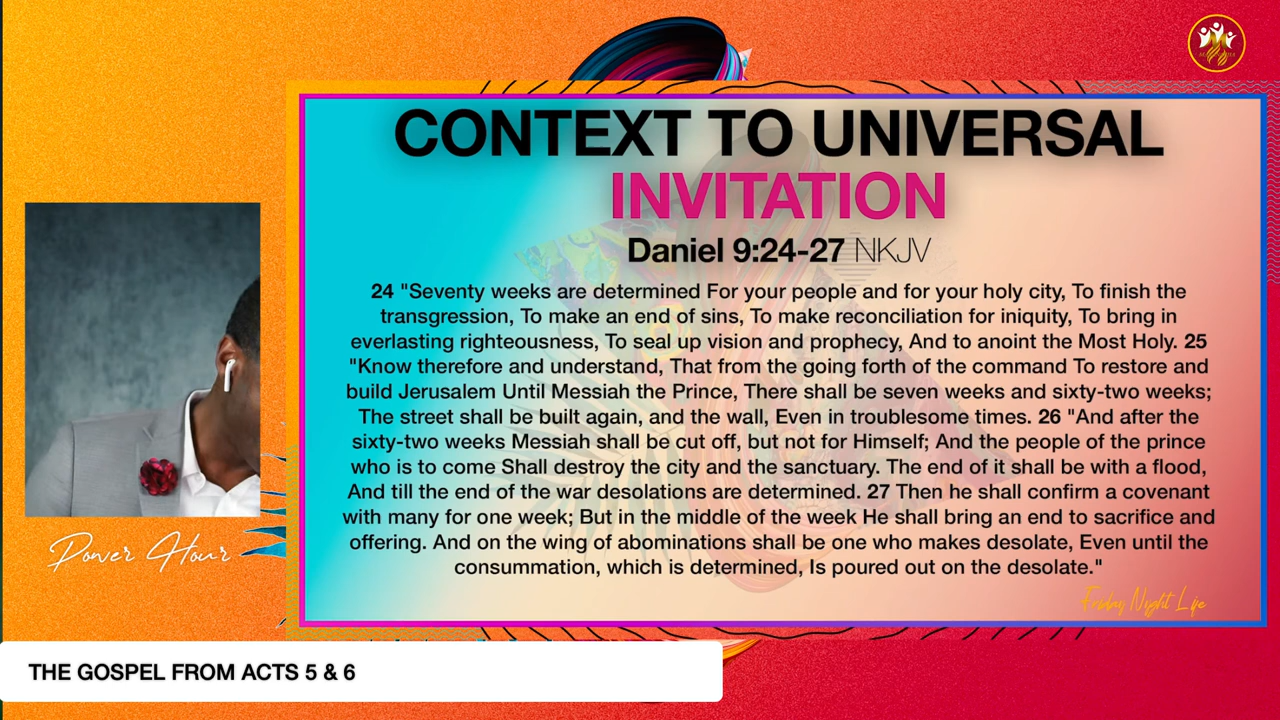 CONTEXT TO UNIVERSAL
INVITATION
Daniel 9:24-27 NKJV
24 "Seventy weeks are determined For your people and for your holy city, To finish the
transgression, To make an end of sins, To make reconciliation for iniquity, To bring in
everlasting righteousness, To seal up vision and prophecy, And to anoint the Most Holy. 25
"Know therefore and understand, That from the going forth of the command To restore and
build Jerusalem Until Messiah the Prince, There shall be seven weeks and sixty-two weeks;
The street shall be built again, and the wall, Even in troublesome times. 26 "And after the
sixty-two weeks Messiah shall be cut off, but not for Himself; And the people of the prince
who is to come Shall destroy the city and the sanctuary. The end of it shall be with a flood,
And till the end of the war desolations are determined. 27 Then he shall confirm a covenant
with many for one week; But in the middle of the week He shall bring an end to sacrifice and
offering. And on the wing of abominations shall be one who makes desolate, Even until the
consummation, which is determined, Is poured out on the desolate."
Friday Night Life
Power Hour
THE GOSPEL FROM ACTS 5 & 6